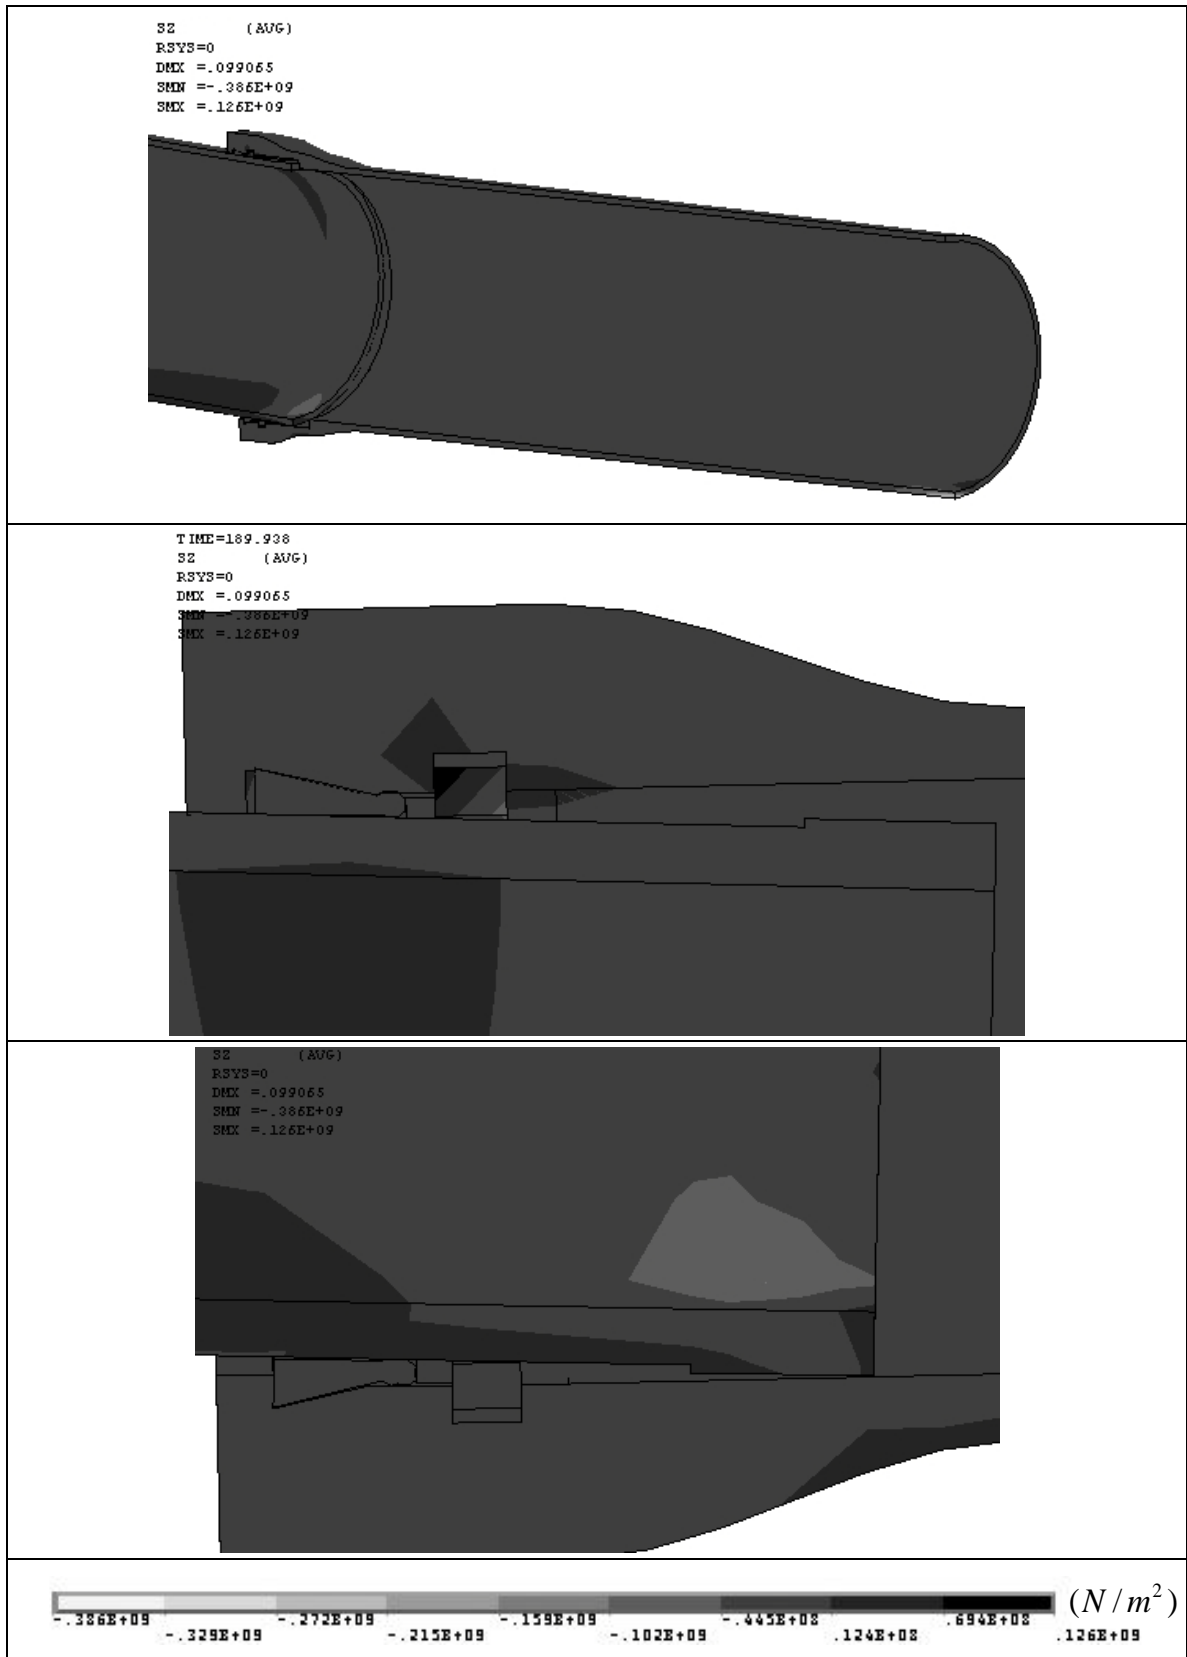 SZ (AVG)
RSYS=0
DMX =.099065
SMN =-.386E+09
SMX =.126E+09
TIME=189.938
SZ (AVG)
RSYS=0
DMX =.099065
SMN =-.386E+09
SMX =.126E+09
SZ (AVG)
RSYS=0
DMX =.099065
SMN =-.386E+09
SMX =.126E+09
(N/m²)
-.386E+09 -.272E+09 -.159E+09 -.445E+08 .694E+08
-.329E+09 -.215E+09 -.102E+09 .124E+08 .126E+09